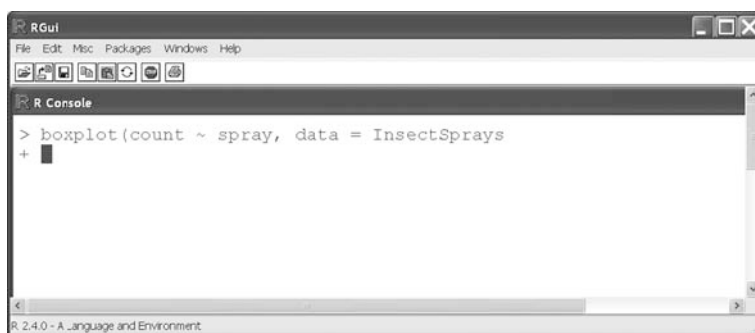 RGui
File Edit Misc Packages Windows Help
R Console
> boxplot(count ~ spray, data = InsectSprays
+
R 2.4.0 - A Language and Environment